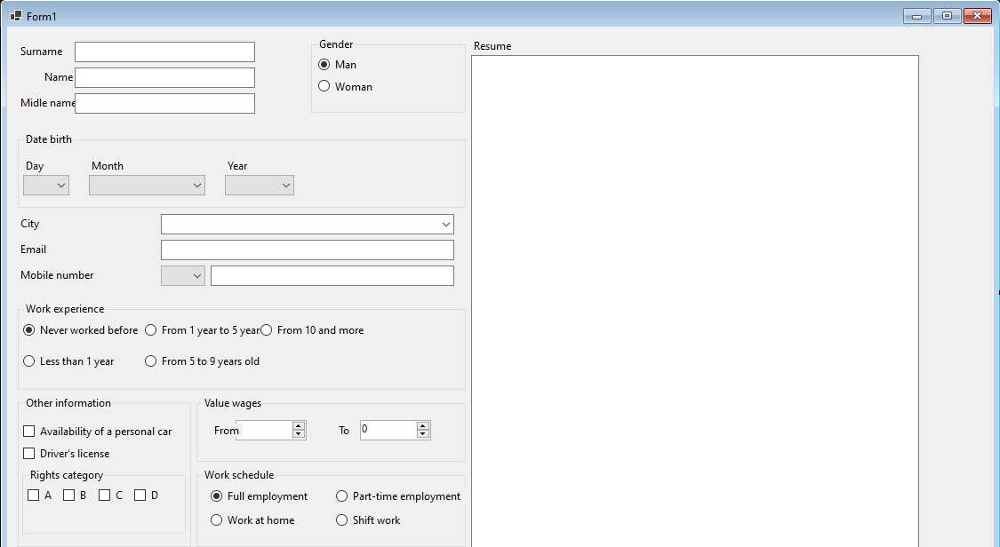 Form1
Surname
Name
Midle name
Gender
Man
Woman
Resume
Date birth
Day Month Year
City
Email
Mobile number
Work experience
Never worked before From 1 year to 5 year From 10 and more
Less than 1 year From 5 to 9 years old
Other information
Availability of a personal car
Driver's license
Rights category
A B C D
Value wages
From To 0
Work schedule
Full employment Part-time employment
Work at home Shift work